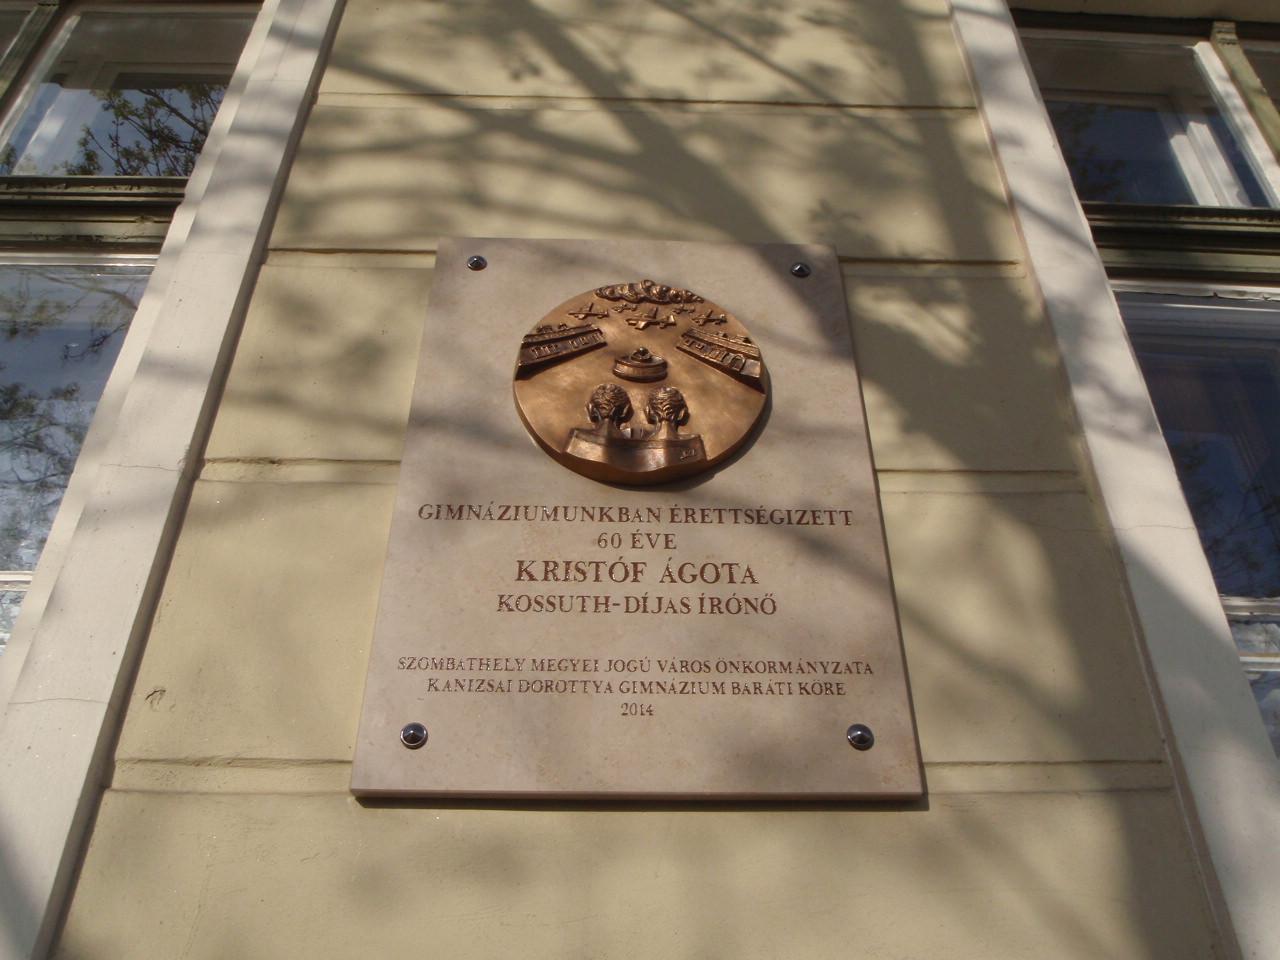 GIMNÁZIUMUNKBAN ÉRETTSÉGIZETT
60 ÉVE
KRISTÓF ÁGOTA
KOSSUTH-DÍJAS ÍRÓNŐ
SZOMBATHELY MEGYEI JOGÚ VÁROS ÖNKORMÁNYZATA
KANIZSAI DOROTTYA GIMNÁZIUM BARÁTI KÖRE
2014